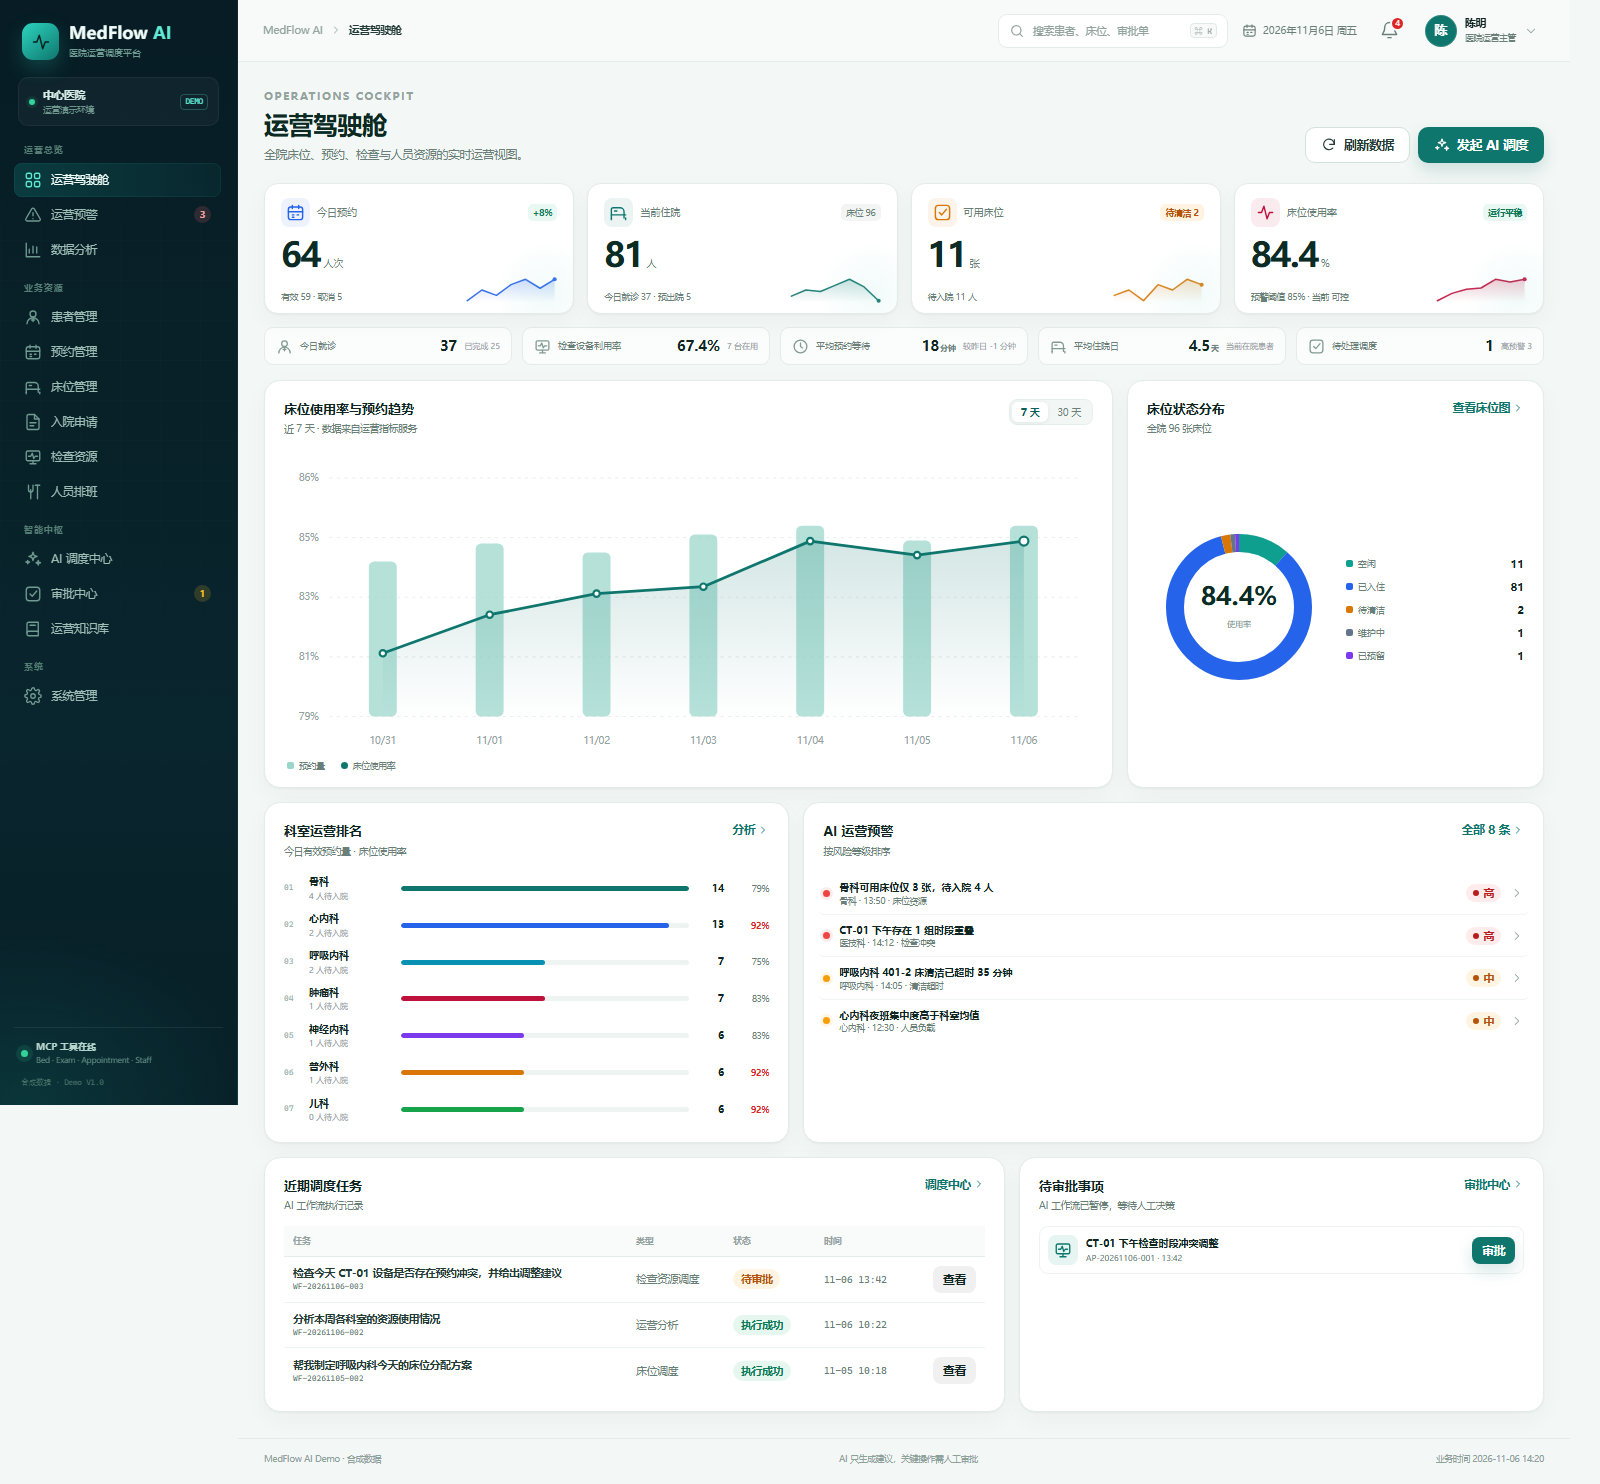 MedFlow AI
医院运营调度平台
中心医院
运营演示环境
DEMO
运营总览
运营驾驶舱
运营预警
3
数据分析
业务资源
患者管理
预约管理
床位管理
入院申请
检查资源
人员排班
智能中枢
AI 调度中心
审批中心
1
运营知识库
系统
系统管理
MCP 工具在线
Bed · Exam · Appointment · Staff
合成数据 · Demo V1.0
MedFlow AI
运营驾驶舱
搜索患者、床位、审批单
⌘ K
2026年11月6日 周五
4
陈
陈明
医院运营主管
OPERATIONS COCKPIT
运营驾驶舱
全院床位、预约、检查与人员资源的实时运营视图。
刷新数据
发起 AI 调度
今日预约
+8%
64 人次
有效 59 · 取消 5
当前住院
床位 96
81 人
今日就诊 37 · 预出院 5
可用床位
待清洁 2
11 张
待入院 11 人
床位使用率
运行平稳
84.4 %
预警阈值 85% · 当前 可控
今日就诊
37 已完成 25
检查设备利用率
67.4% 7 台在用
平均预约等待
18 分钟 较昨日 -1 分钟
平均住院日
4.5 天 当前在院患者
待处理调度
1 高预警 3
床位使用率与预约趋势
近 7 天 · 数据来自运营指标服务
7 天
30 天
86%
85%
83%
81%
79%
10/31
11/01
11/02
11/03
11/04
11/05
11/06
预约量
床位使用率
床位状态分布
全院 96 张床位
查看床位图
84.4%
使用率
空闲 11
已入住 81
待清洁 2
维护中 1
已预留 1
科室运营排名
今日有效预约量 · 床位使用率
分析
01 骨科 14 79%
4 人待入院
02 心内科 13 92%
2 人待入院
03 呼吸内科 7 75%
2 人待入院
04 肿瘤科 7 83%
1 人待入院
05 神经内科 6 83%
1 人待入院
06 普外科 6 92%
1 人待入院
07 儿科 6 92%
0 人待入院
AI 运营预警
按风险等级排序
全部 8 条
骨科可用床位仅 3 张，待入院 4 人
骨科 · 13:50 · 床位资源
高
CT-01 下午存在 1 组时段重叠
医技科 · 14:12 · 检查冲突
高
呼吸内科 401-2 床清洁已超时 35 分钟
呼吸内科 · 14:05 · 清洁超时
中
心内科夜班集中度高于科室均值
心内科 · 12:30 · 人员负载
中
近期调度任务
AI 工作流执行记录
调度中心
任务 类型 状态 时间
检查今天 CT-01 设备是否存在预约冲突，并给出调整建议
WF-20261106-003
检查资源调度 待审批 11-06 13:42 查看
分析本周各科室的资源使用情况
WF-20261106-002
运营分析 执行成功 11-06 10:22
帮我制定呼吸内科今天的床位分配方案
WF-20261105-002
床位调度 执行成功 11-05 10:18 查看
待审批事项
AI 工作流已暂停，等待人工决策
审批中心
CT-01 下午检查时段冲突调整
AP-20261106-001 · 13:42
审批
MedFlow AI Demo · 合成数据
AI 只生成建议，关键操作需人工审批
业务时间 2026-11-06 14:20